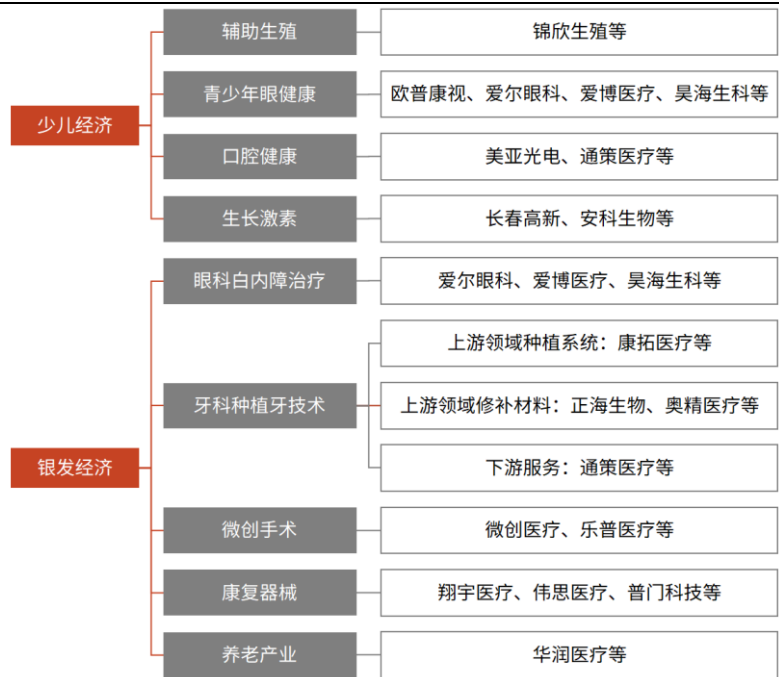 少儿经济
辅助生殖
锦欣生殖等
青少年眼健康
欧普康视、爱尔眼科、爱博医疗、昊海生科等
口腔健康
美亚光电、通策医疗等
生长激素
长春高新、安科生物等
银发经济
眼科白内障治疗
爱尔眼科、爱博医疗、昊海生科等
牙科种植牙技术
上游领域种植系统：康拓医疗等
上游领域修补材料：正海生物、奥精医疗等
下游服务：通策医疗等
微创手术
微创医疗、乐普医疗等
康复器械
翔宇医疗、伟思医疗、普门科技等
养老产业
华润医疗等